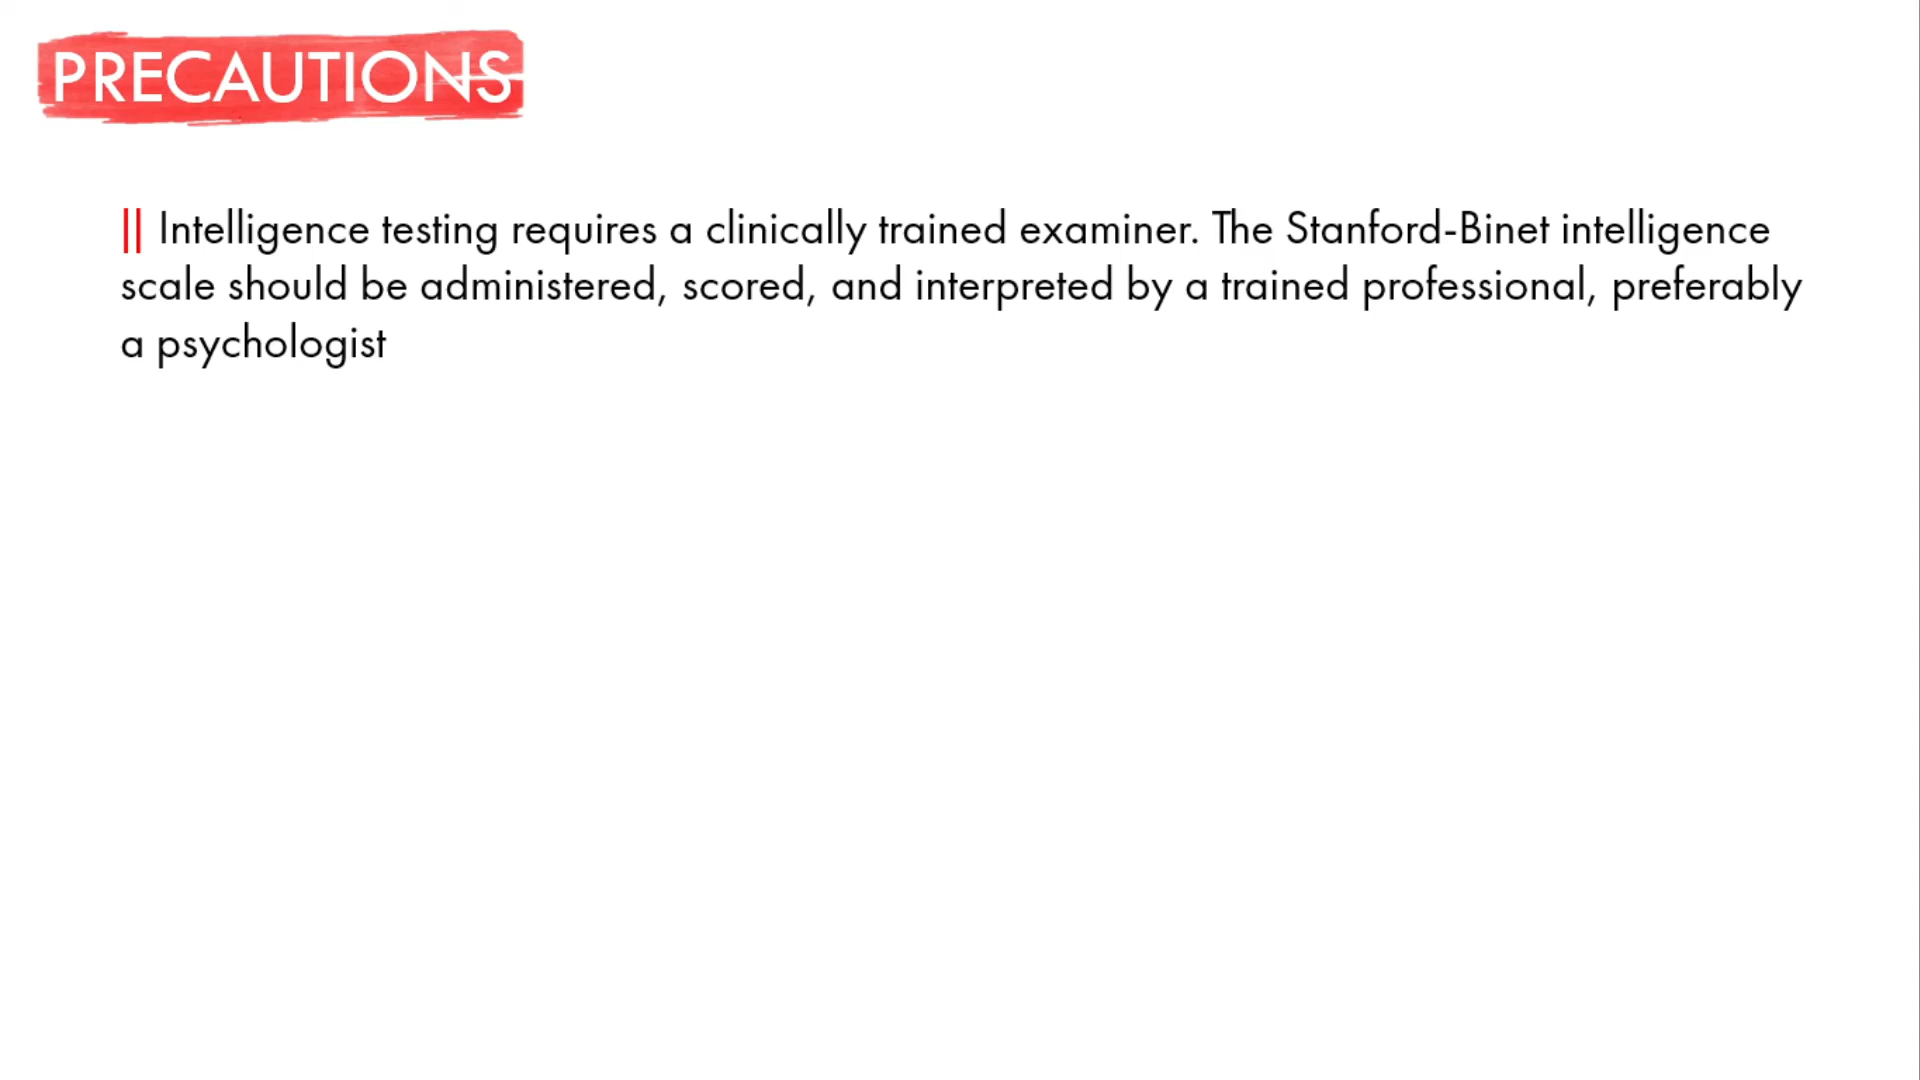 PRECAUTIONS
|| Intelligence testing requires a clinically trained examiner. The Stanford-Binet intelligence
scale should be administered, scored, and interpreted by a trained professional, preferably
a psychologist